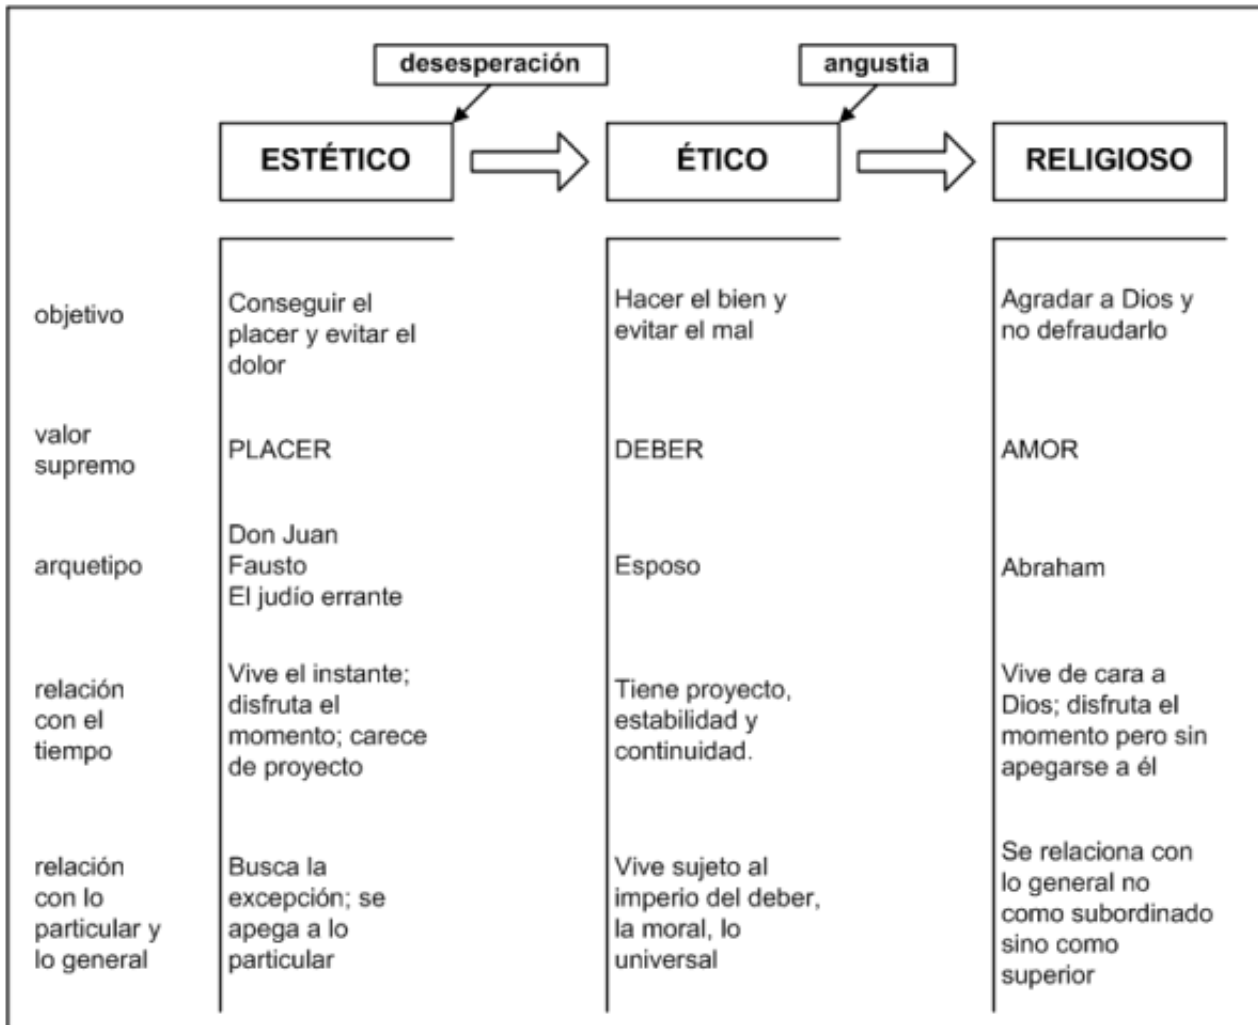 desesperación
angustia
ESTÉTICO
ÉTICO
RELIGIOSO
objetivo
Conseguir el
placer y evitar el
dolor
Hacer el bien y
evitar el mal
Agradar a Dios y
no defraudarlo
valor
supremo
PLACER
DEBER
AMOR
arquetipo
Don Juan
Fausto
El judío errante
Esposo
Abraham
relación
con el
tiempo
Vive el instante;
disfruta el
momento; carece
de proyecto
Tiene proyecto,
estabilidad y
continuidad.
Vive de cara a
Dios; disfruta el
momento pero sin
apegarse a él
relación
con lo
particular y
lo general
Busca la
excepción; se
apega a lo
particular
Vive sujeto al
imperio del deber,
la moral, lo
universal
Se relaciona con
lo general no
como subordinado
sino como
superior